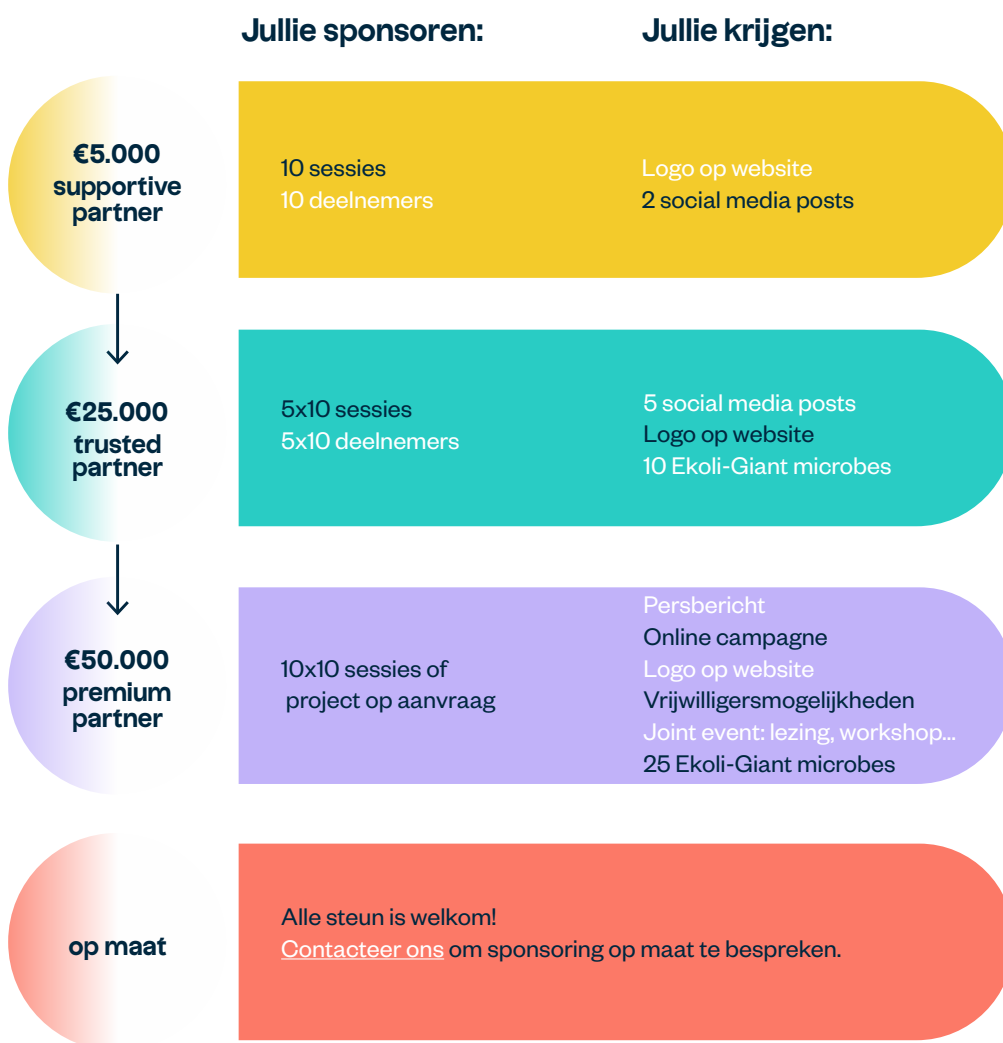 Jullie sponsoren:
Jullie krijgen:
€5.000
supportive
partner
10 sessies
10 deelnemers
Logo op website
2 social media posts
€25.000
trusted
partner
5x10 sessies
5x10 deelnemers
5 social media posts
Logo op website
10 Ekoli-Giant microbes
€50.000
premium
partner
10x10 sessies of
project op aanvraag
Persbericht
Online campagne
Logo op website
Vrijwilligersmogelijkheden
Joint event: lezing, workshop...
25 Ekoli-Giant microbes
op maat
Alle steun is welkom!
Contacteer ons om sponsoring op maat te bespreken.